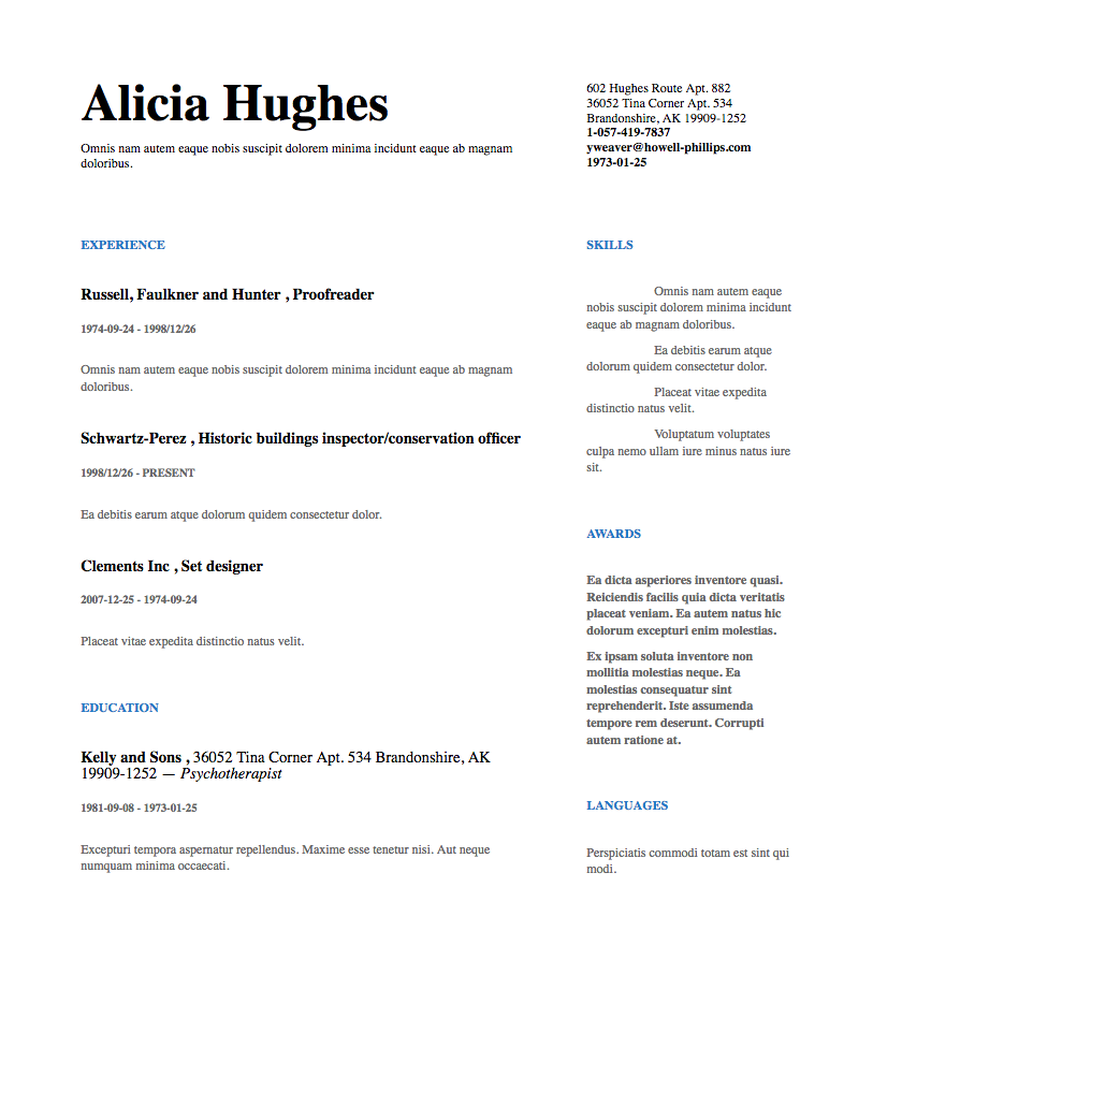 Alicia Hughes
Omnis nam autem eaque nobis suscipit dolorem minima incidunt eaque ab magnam
doloribus.
602 Hughes Route Apt. 882
36052 Tina Corner Apt. 534
Brandonshire, AK 19909-1252
1-057-419-7837
yweaver@howell-phillips.com
1973-01-25
EXPERIENCE
Russell, Faulkner and Hunter , Proofreader
1974-09-24 - 1998/12/26
Omnis nam autem eaque nobis suscipit dolorem minima incidunt eaque ab magnam
doloribus.
Schwartz-Perez , Historic buildings inspector/conservation officer
1998/12/26 - PRESENT
Ea debitis earum atque dolorum quidem consectetur dolor.
Clements Inc , Set designer
2007-12-25 - 1974-09-24
Placeat vitae expedita distinctio natus velit.
EDUCATION
Kelly and Sons , 36052 Tina Corner Apt. 534 Brandonshire, AK
19909-1252 — Psychotherapist
1981-09-08 - 1973-01-25
Excepturi tempora aspernatur repellendus. Maxime esse tenetur nisi. Aut neque
numquam minima occaecati.
SKILLS
Omnis nam autem eaque
nobis suscipit dolorem minima incidunt
eaque ab magnam doloribus.
Ea debitis earum atque
dolorum quidem consectetur dolor.
Placeat vitae expedita
distinctio natus velit.
Voluptatum voluptates
culpa nemo ullam iure minus natus iure
sit.
AWARDS
Ea dicta asperiores inventore quasi.
Reiciendis facilis quia dicta veritatis
placeat veniam. Ea autem natus hic
dolorum excepturi enim molestias.
Ex ipsam soluta inventore non
mollitia molestias neque. Ea
molestias consequatur sint
reprehenderit. Iste assumenda
tempore rem deserunt. Corrupti
autem ratione at.
LANGUAGES
Perspiciatis commodi totam est sint qui
modi.